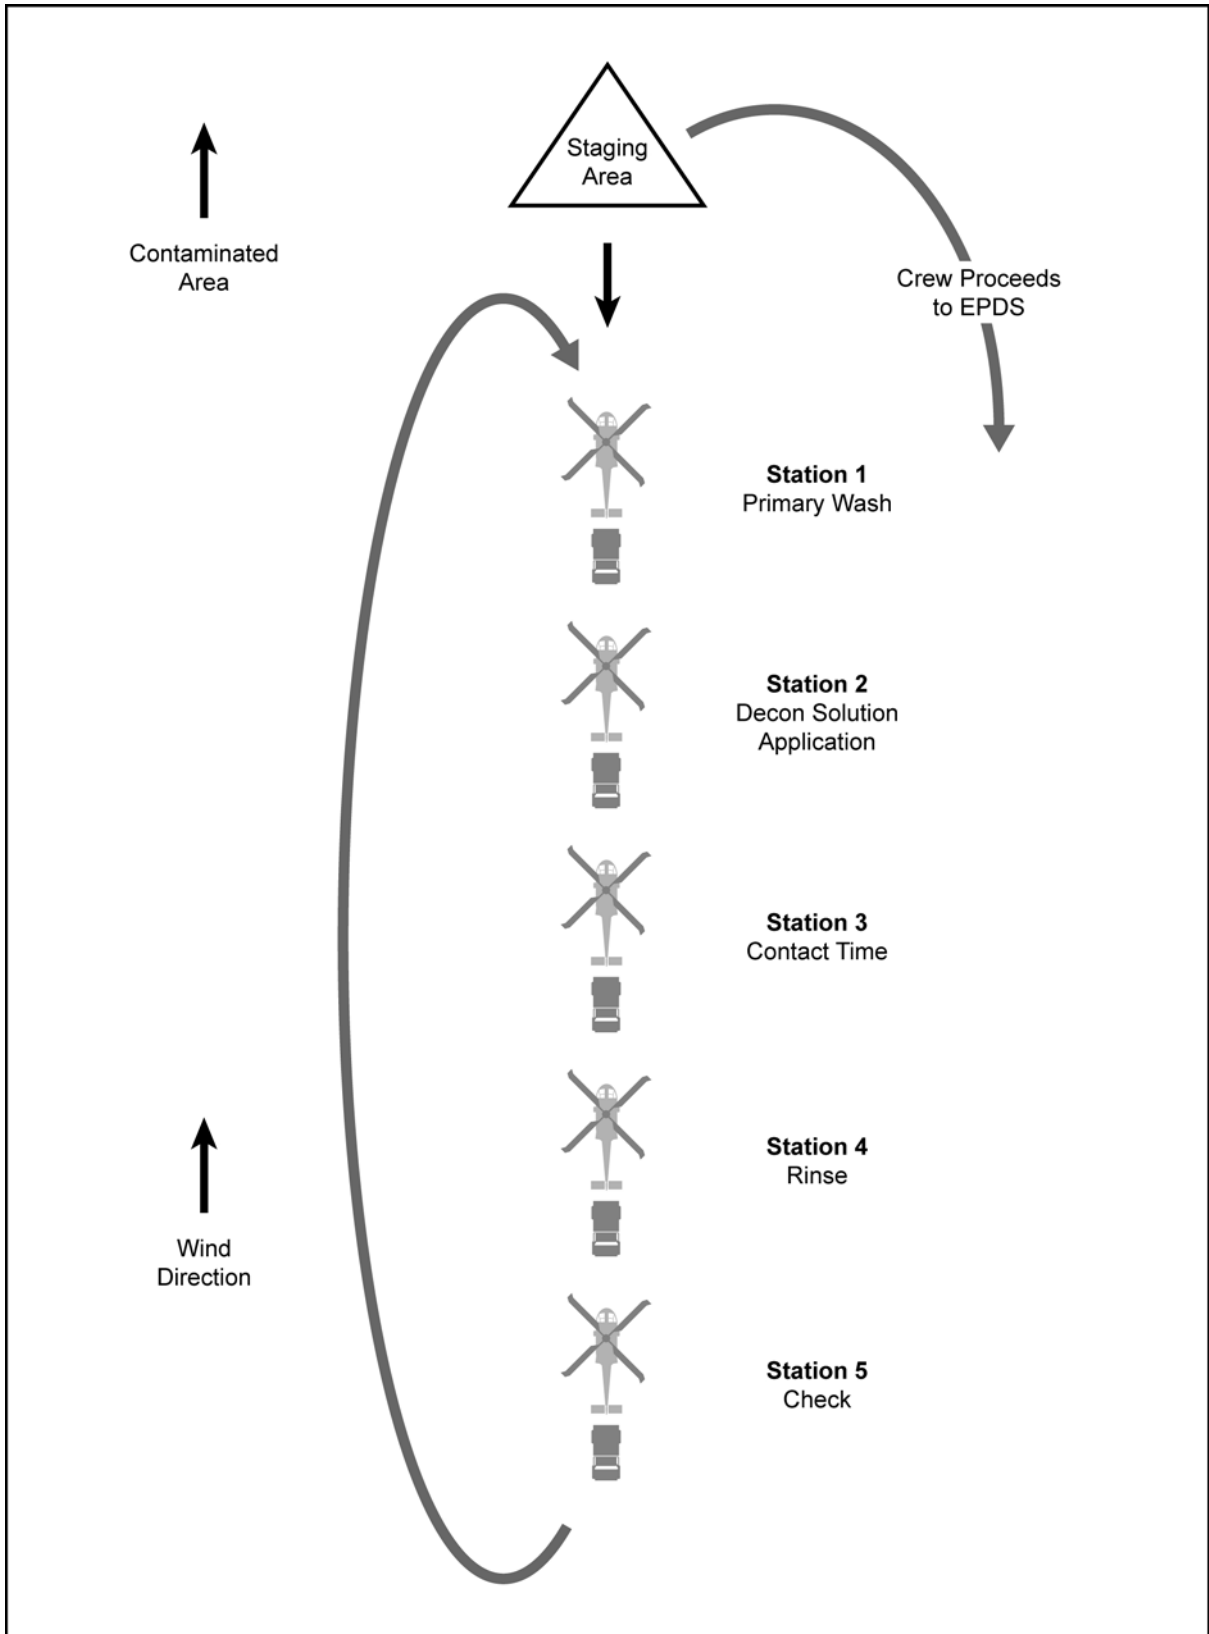 Staging
Area
Contaminated
Area
Crew Proceeds
to EPDS
Station 1
Primary Wash
Station 2
Decon Solution
Application
Station 3
Contact Time
Station 4
Rinse
Wind
Direction
Station 5
Check